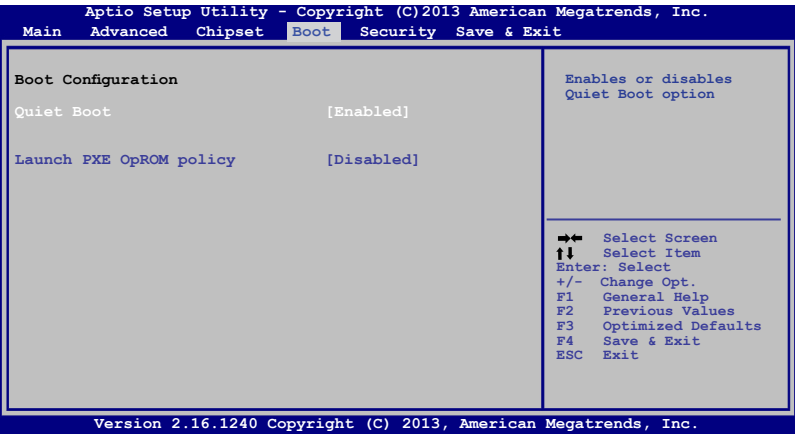 Aptio Setup Utility - Copyright (C)2013 American Megatrends, Inc.
Main Advanced Chipset Boot Security Save & Exit
Boot Configuration
Quiet Boot [Enabled]
Launch PXE OpROM policy [Disabled]
Enables or disables
Quiet Boot option
→← Select Screen
↑↓ Select Item
Enter: Select
+/- Change Opt.
F1 General Help
F2 Previous Values
F3 Optimized Defaults
F4 Save & Exit
ESC Exit
Version 2.16.1240 Copyright (C) 2013, American Megatrends, Inc.